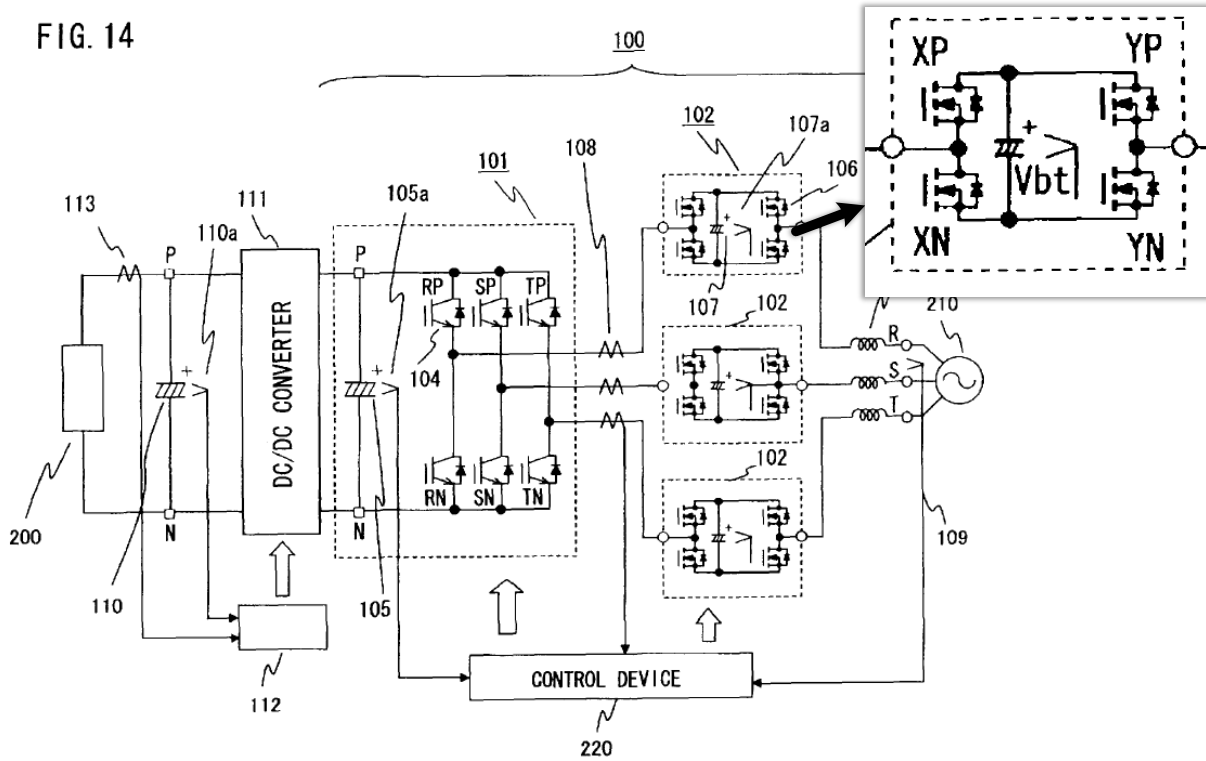 FIG. 14
100
XP
YP
Vbt
XN
YN
102
107a
106
107
108
101
105a
111
110a
113
P
P
RP
SP
TP
104
DC/DC CONVERTER
RN
SN
TN
N
N
200
110
105
112
102
102
R
S
T
210
109
CONTROL DEVICE
220